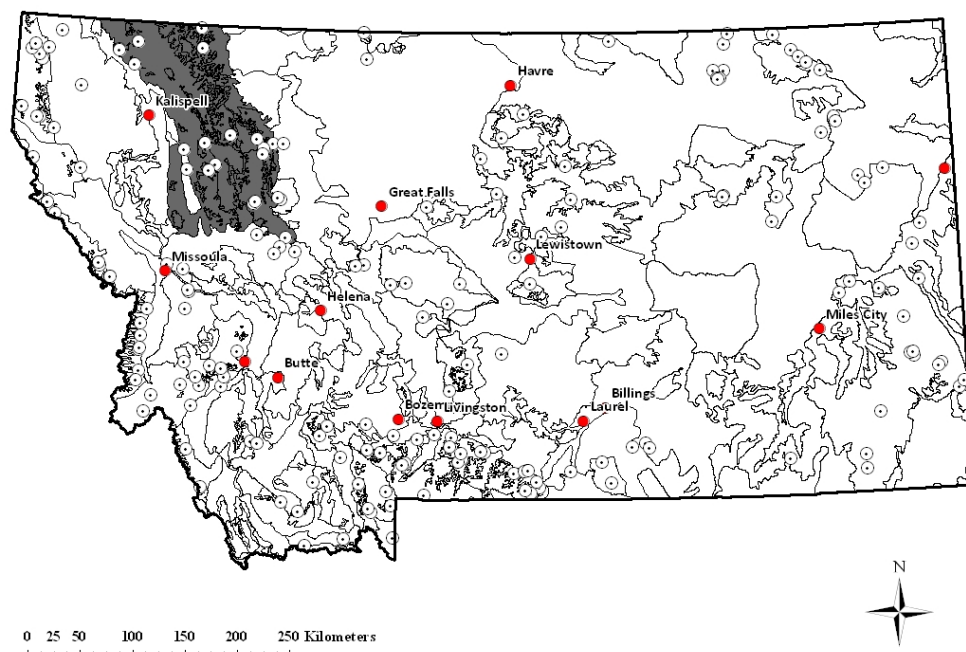 Havre
Kalispell
Great Falls
Lewistown
Missoula
Helena
Miles City
Butte
Billings
Bozem
Livingston
Laurel
N
0 25 50 100 150 200 250 Kilometers